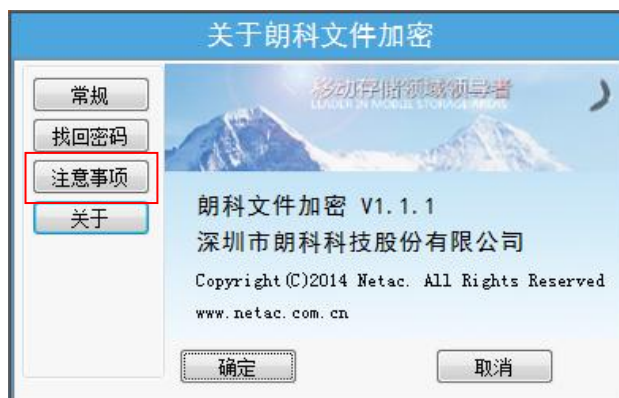 关于朗科文件加密
常规
找回密码
注意事项
关于
移动存储领域领导者
LEADER IN MOBILE STORAGE AREAS
朗科文件加密 V1.1.1
深圳市朗科科技股份有限公司
Copyright(C)2014 Netac. All Rights Reserved
www.netac.com.cn
确定
取消